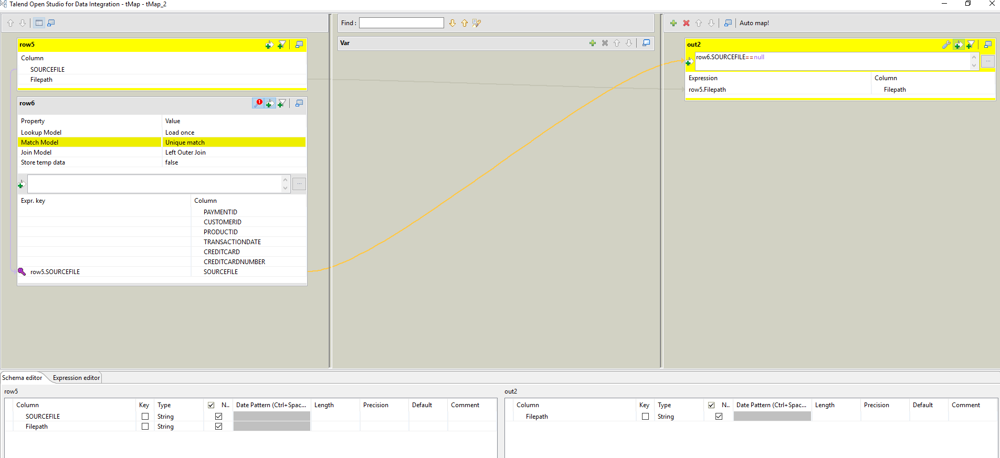 Talend Open Studio for Data Integration - tMap - tMap_2
Find :
Auto map!
row5
Column
SOURCEFILE
Filepath
row6
1
Property Value
Lookup Model Load once
Match Model Unique match
Join Model Left Outer Join
Store temp data false
...
Expr. key Column
PAYMENTID
CUSTOMERID
PRODUCTID
TRANSACTIONDATE
CREDITCARD
CREDITCARDNUMBER
row5.SOURCEFILE SOURCEFILE
Var
out2
row6.SOURCEFILE==null
...
Expression Column
row5.Filepath Filepath
Schema editor Expression editor
row5
Column Key Type N.. Date Pattern (Ctrl+Spac... Length Precision Default Comment
SOURCEFILE String
Filepath String
out2
Column Key Type N.. Date Pattern (Ctrl+Spac... Length Precision Default Comment
Filepath String